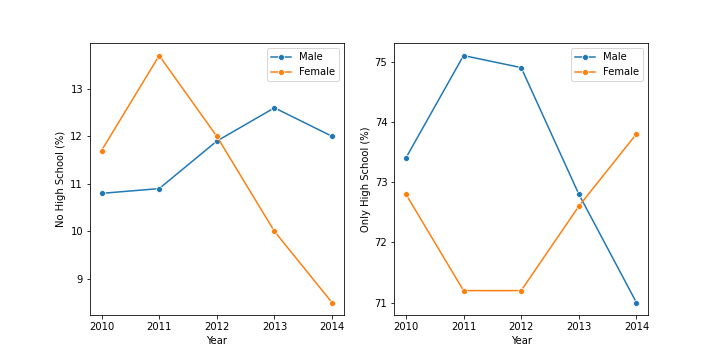 No High School (%)
13
12
11
10
9
2010 2011 2012 2013 2014
Year
Male
Female
Only High School (%)
75
74
73
72
71
2010 2011 2012 2013 2014
Year
Male
Female